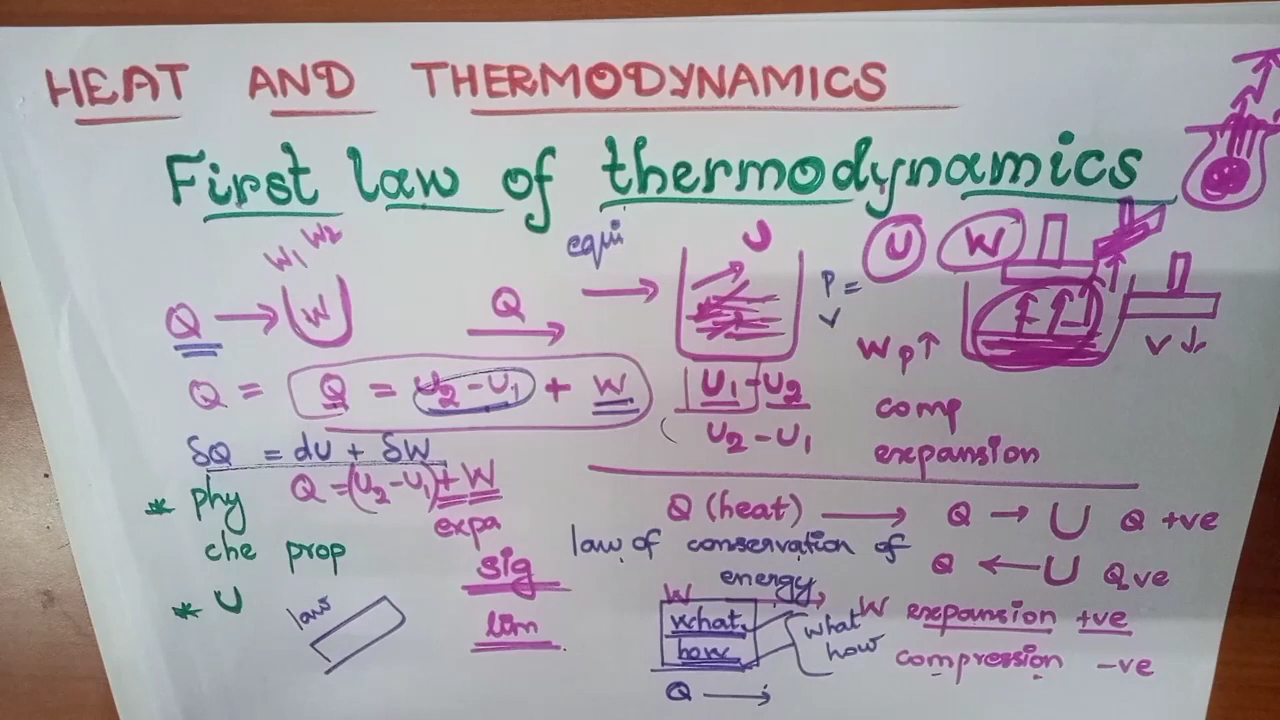 HEAT AND THERMODYNAMICS
First law of thermodynamics
W1 W2
equi
U
U W
Q → W
Q
P =
V
W P↑
V ↓
Q = Q = U2 - U1 + W
U1 - U2
U2 - U1
comp
expansion
δQ = dU + δW
Q = (U2 - U1) + W
expa
* phy
che prop
* U
law
sig
lim
Q (heat) → Q → U Q +ve
law of conservation of
energy
Q ← U Q ve
W
what
how
what
how
W expansion +ve
compression -ve
Q →